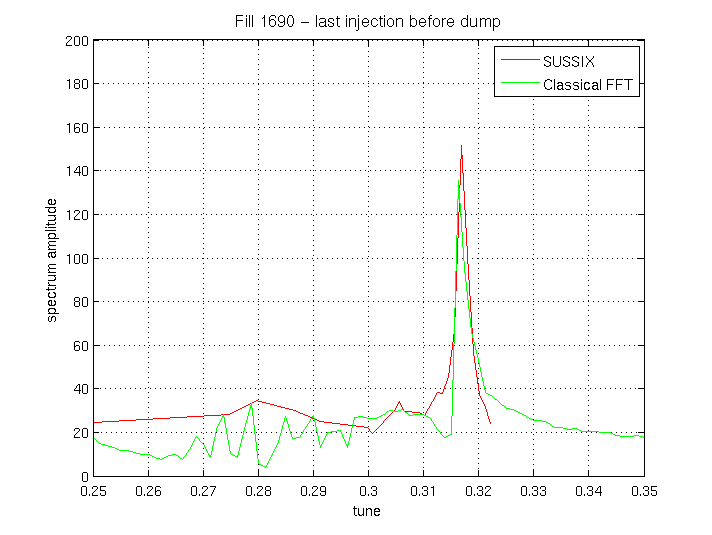 Fill 1690 − last injection before dump
SUSSIX
Classical FFT
spectrum amplitude
200
180
160
140
120
100
80
60
40
20
0
0.25 0.26 0.27 0.28 0.29 0.3 0.31 0.32 0.33 0.34 0.35
tune